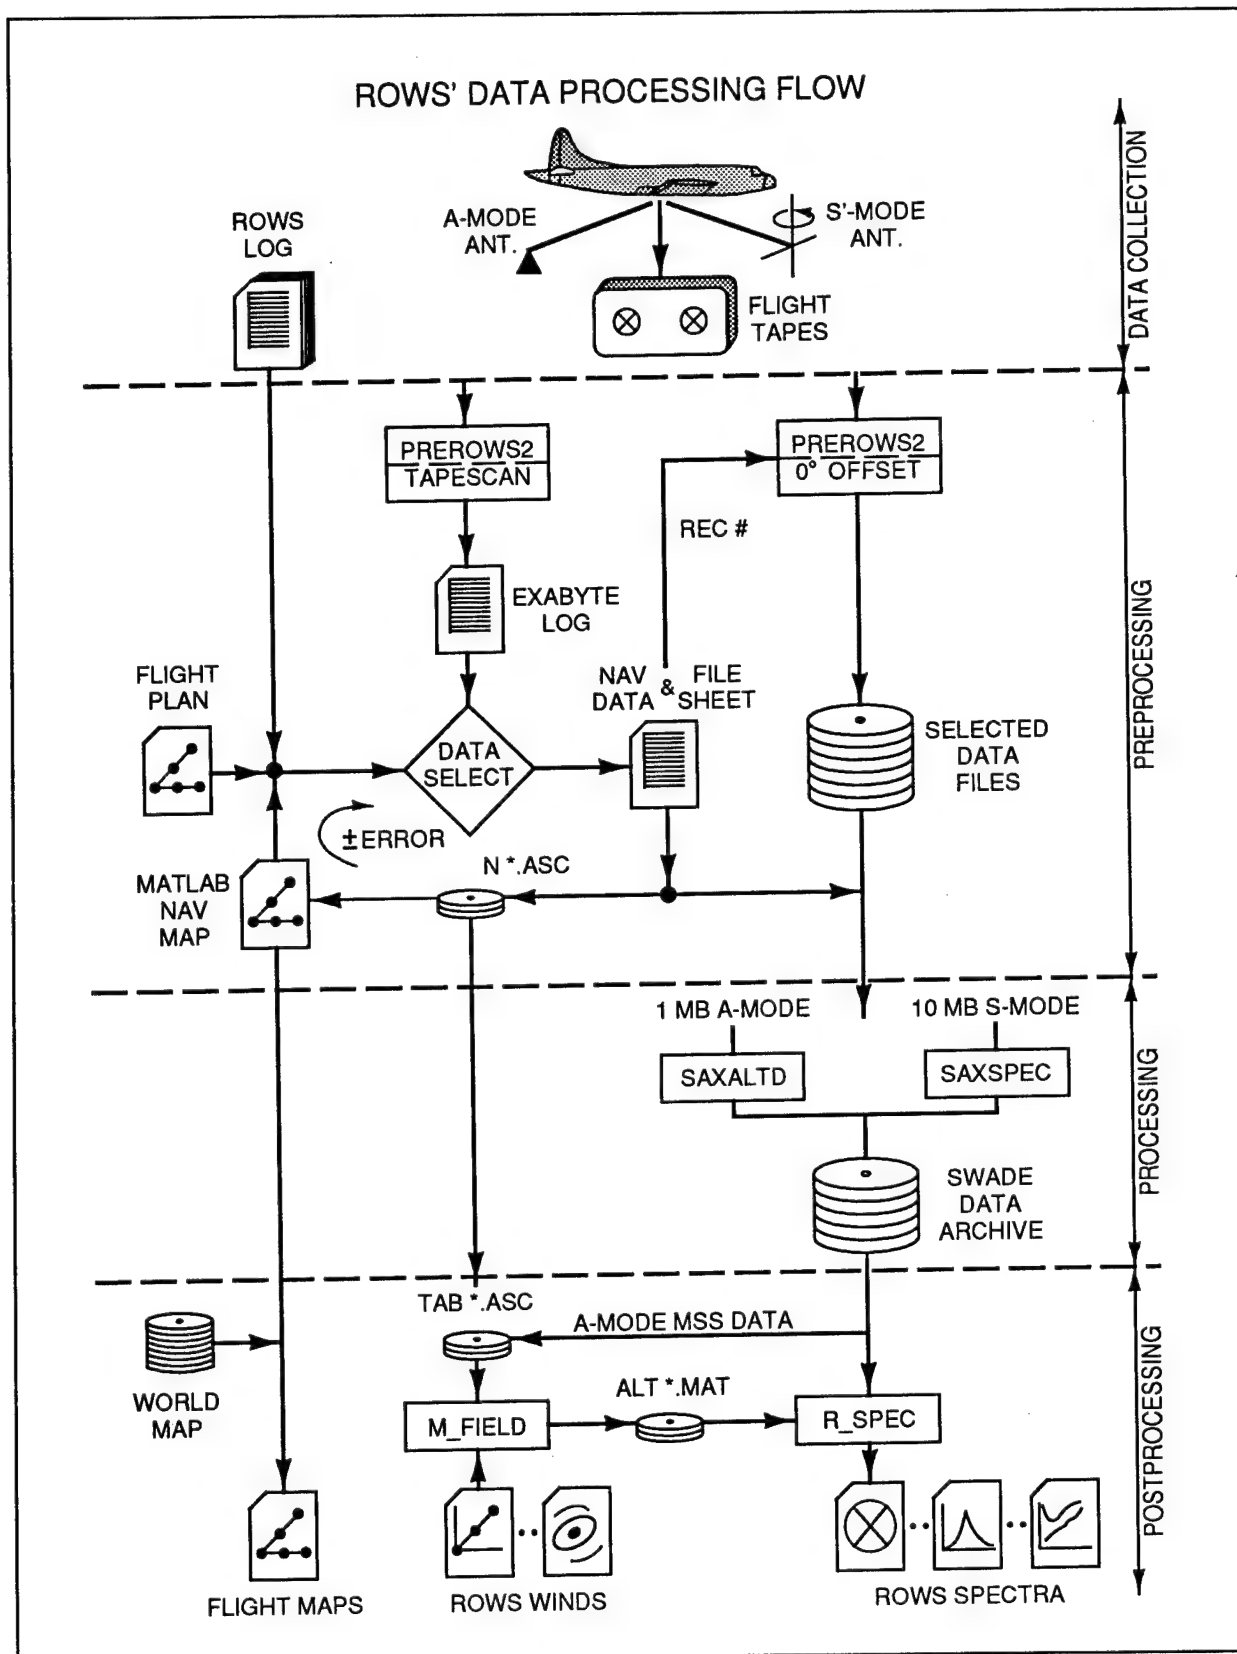 ROWS' DATA PROCESSING FLOW
A-MODE
ANT.
S'-MODE
ANT.
ROWS
LOG
FLIGHT
TAPES
DATA COLLECTION
PREROWS2
TAPESCAN
PREROWS2
0° OFFSET
REC #
EXABYTE
LOG
FLIGHT
PLAN
NAV & FILE
DATA SHEET
DATA
SELECT
SELECTED
DATA
FILES
PREPROCESSING
±ERROR
N *.ASC
MATLAB
NAV
MAP
1 MB A-MODE
10 MB S-MODE
SAXALTD
SAXSPEC
PROCESSING
SWADE
DATA
ARCHIVE
TAB *.ASC
A-MODE MSS DATA
WORLD
MAP
ALT *.MAT
M_FIELD
R_SPEC
POSTPROCESSING
FLIGHT MAPS
ROWS WINDS
ROWS SPECTRA